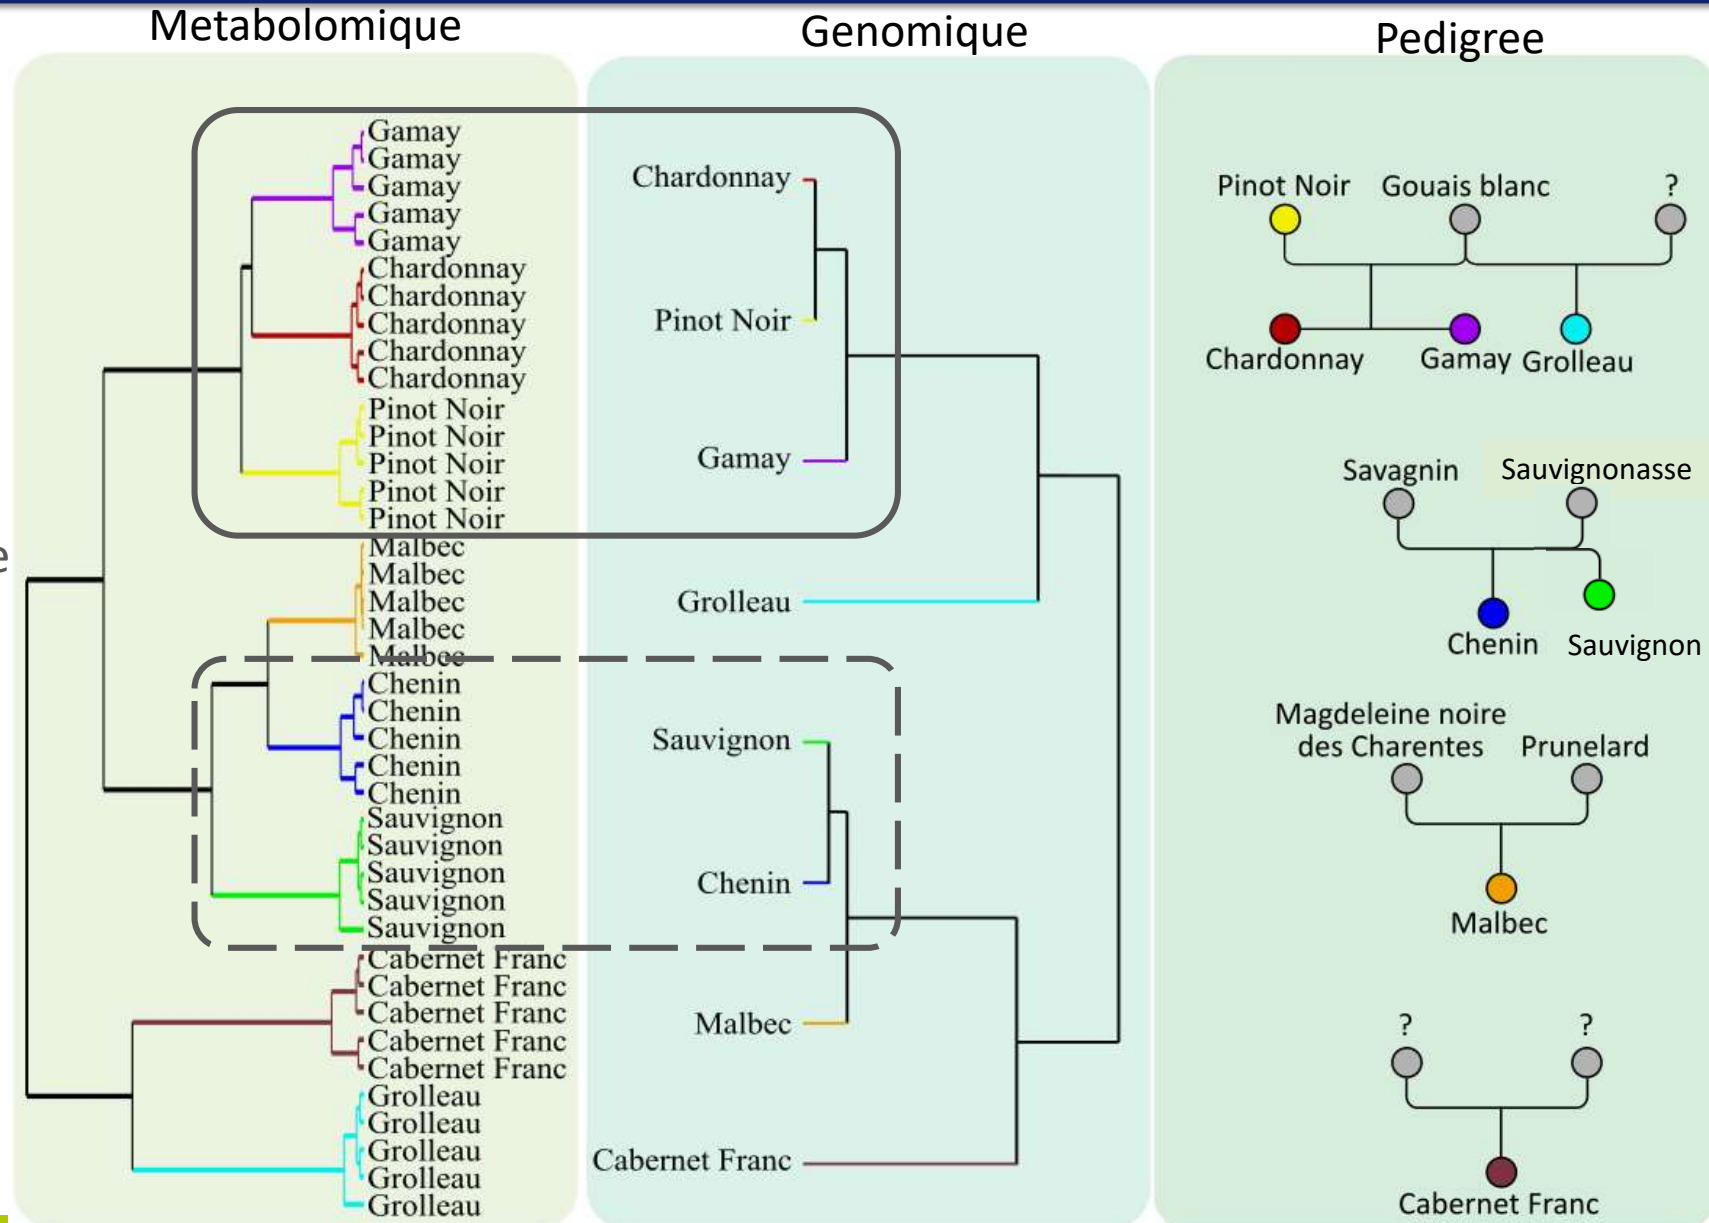 Metabolomique
Genomique
Pedigree
Gamay
Gamay
Gamay
Gamay
Gamay
Chardonnay
Chardonnay
Chardonnay
Chardonnay
Chardonnay
Pinot Noir
Pinot Noir
Pinot Noir
Pinot Noir
Pinot Noir
Malbec
Malbec
Malbec
Malbec
Malbec
Chenin
Chenin
Chenin
Chenin
Chenin
Sauvignon
Sauvignon
Sauvignon
Sauvignon
Sauvignon
Cabernet Franc
Cabernet Franc
Cabernet Franc
Cabernet Franc
Cabernet Franc
Grolleau
Grolleau
Grolleau
Grolleau
Grolleau
e
Chardonnay
Pinot Noir
Gamay
Grolleau
Sauvignon
Chenin
Malbec
Cabernet Franc
Pinot Noir Gouais blanc ?
Chardonnay Gamay Grolleau
Savagnin Sauvignonasse
Chenin Sauvignon
Magdeleine noire
des Charentes Prunelard
Malbec
? ?
Cabernet Franc